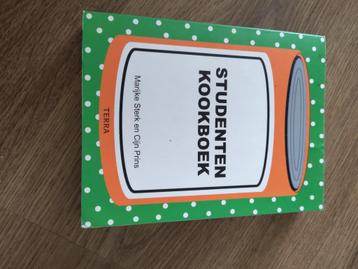 STUDENTEN
KOOKBOEK
Marijke Sterk en Cijn Prins
TERRA